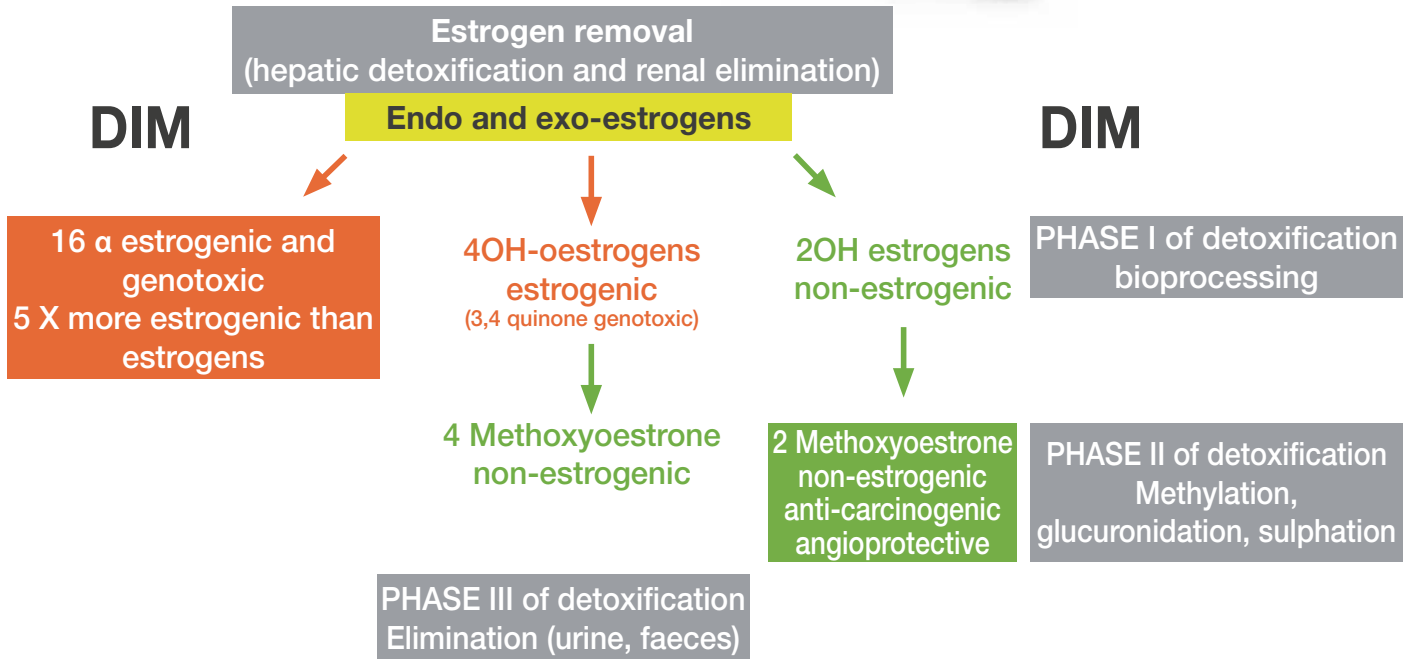 Estrogen removal
(hepatic detoxification and renal elimination)
DIM
Endo and exo-estrogens
DIM
16 α estrogenic and
genotoxic
5 X more estrogenic than
estrogens
4OH-oestrogens
estrogenic
(3,4 quinone genotoxic)
2OH estrogens
non-estrogenic
PHASE I of detoxification
bioprocessing
4 Methoxyoestrone
non-estrogenic
2 Methoxyoestrone
non-estrogenic
anti-carcinogenic
angioprotective
PHASE II of detoxification
Methylation,
glucuronidation, sulphation
PHASE III of detoxification
Elimination (urine, faeces)